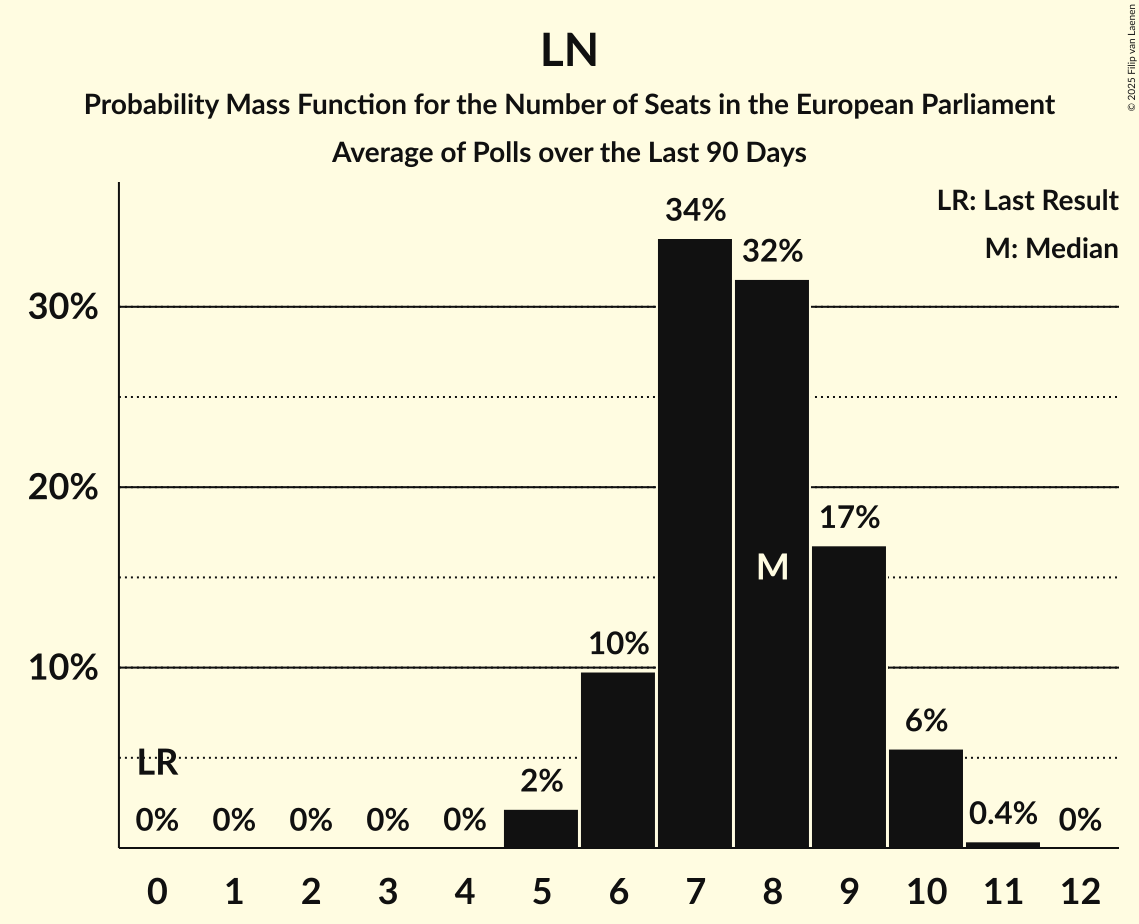 © 2025 Filip van Laenen
LN
Probability Mass Function for the Number of Seats in the European Parliament
Average of Polls over the Last 90 Days
LR: Last Result
M: Median
34%
32%
30%
20%
17%
M
10%
10%
6%
LR
2%
0% 0% 0% 0% 0% 0.4% 0%
0 1 2 3 4 5 6 7 8 9 10 11 12